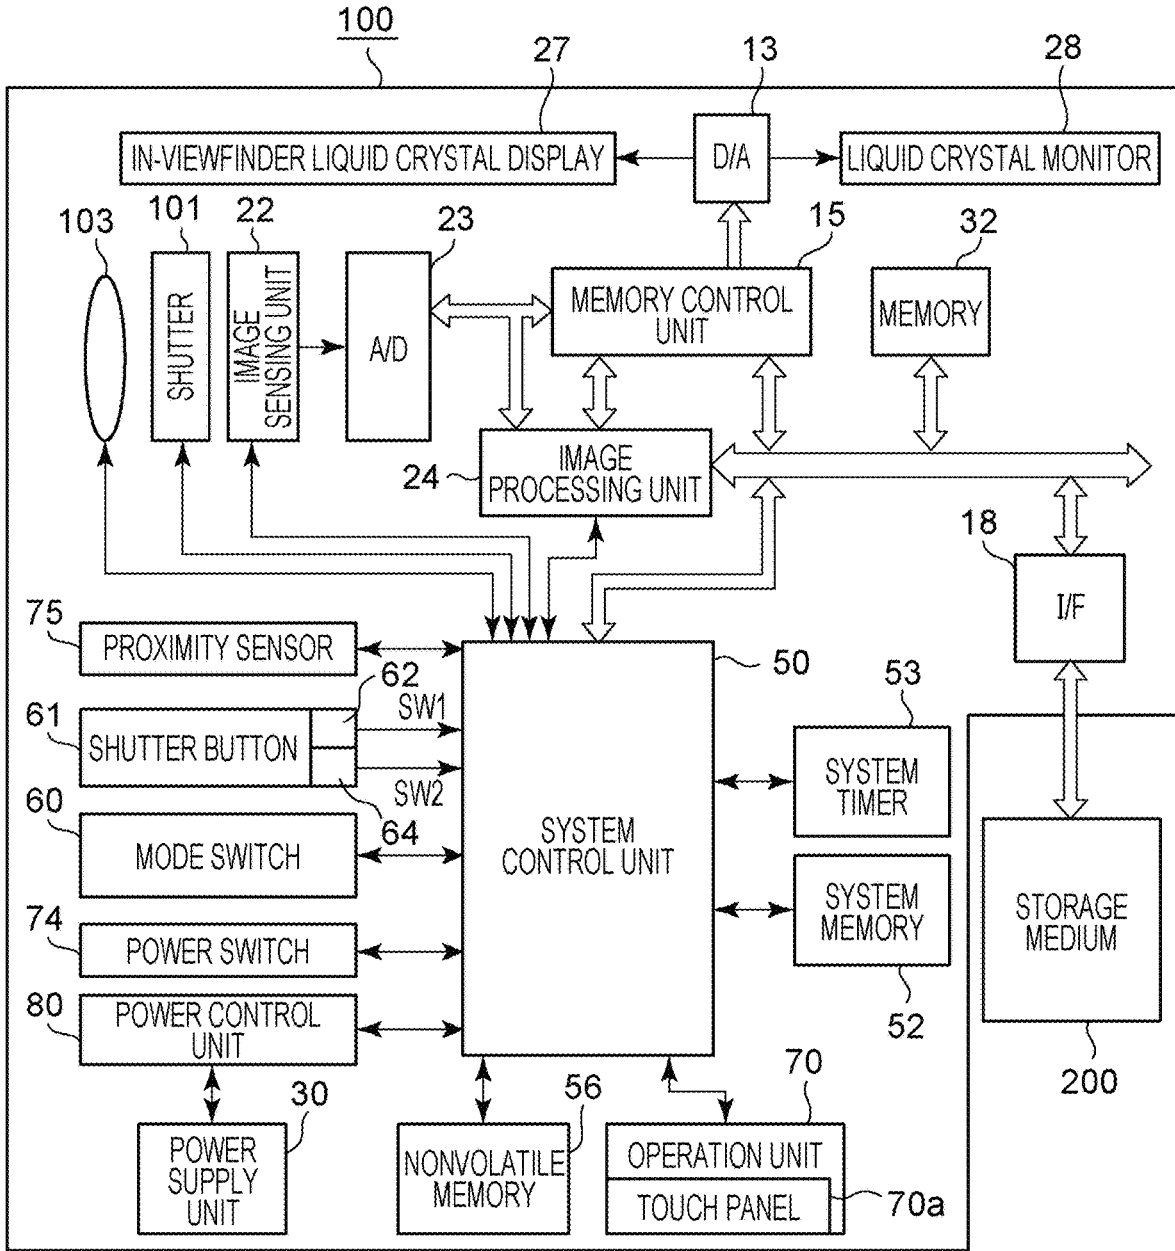 100
27
13
28
IN-VIEWFINDER LIQUID CRYSTAL DISPLAY
D/A
LIQUID CRYSTAL MONITOR
103
101
22
23
15
32
SHUTTER
IMAGE
SENSING UNIT
A/D
MEMORY CONTROL
UNIT
MEMORY
24
IMAGE
PROCESSING UNIT
18
I/F
75
PROXIMITY SENSOR
62
50
53
61
SHUTTER BUTTON
SW1
SW2
64
SYSTEM
TIMER
60
MODE SWITCH
SYSTEM
CONTROL UNIT
SYSTEM
MEMORY
52
STORAGE
MEDIUM
200
74
POWER SWITCH
80
POWER CONTROL
UNIT
30
POWER
SUPPLY
UNIT
56
NONVOLATILE
MEMORY
70
OPERATION UNIT
TOUCH PANEL
70a